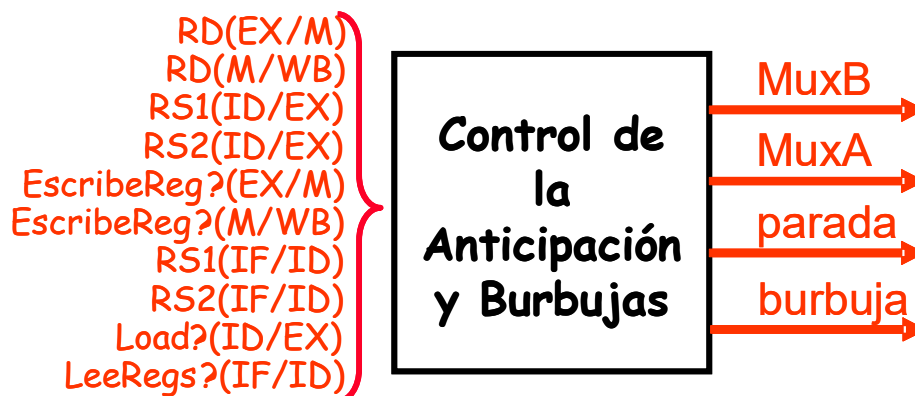 RD(EX/M)
RD(M/WB)
RS1(ID/EX)
RS2(ID/EX)
EscribeReg?(EX/M)
EscribeReg?(M/WB)
RS1(IF/ID)
RS2(IF/ID)
Load?(ID/EX)
LeeRegs?(IF/ID)
Control de
la
Anticipación
y Burbujas
MuxB
MuxA
parada
burbuja